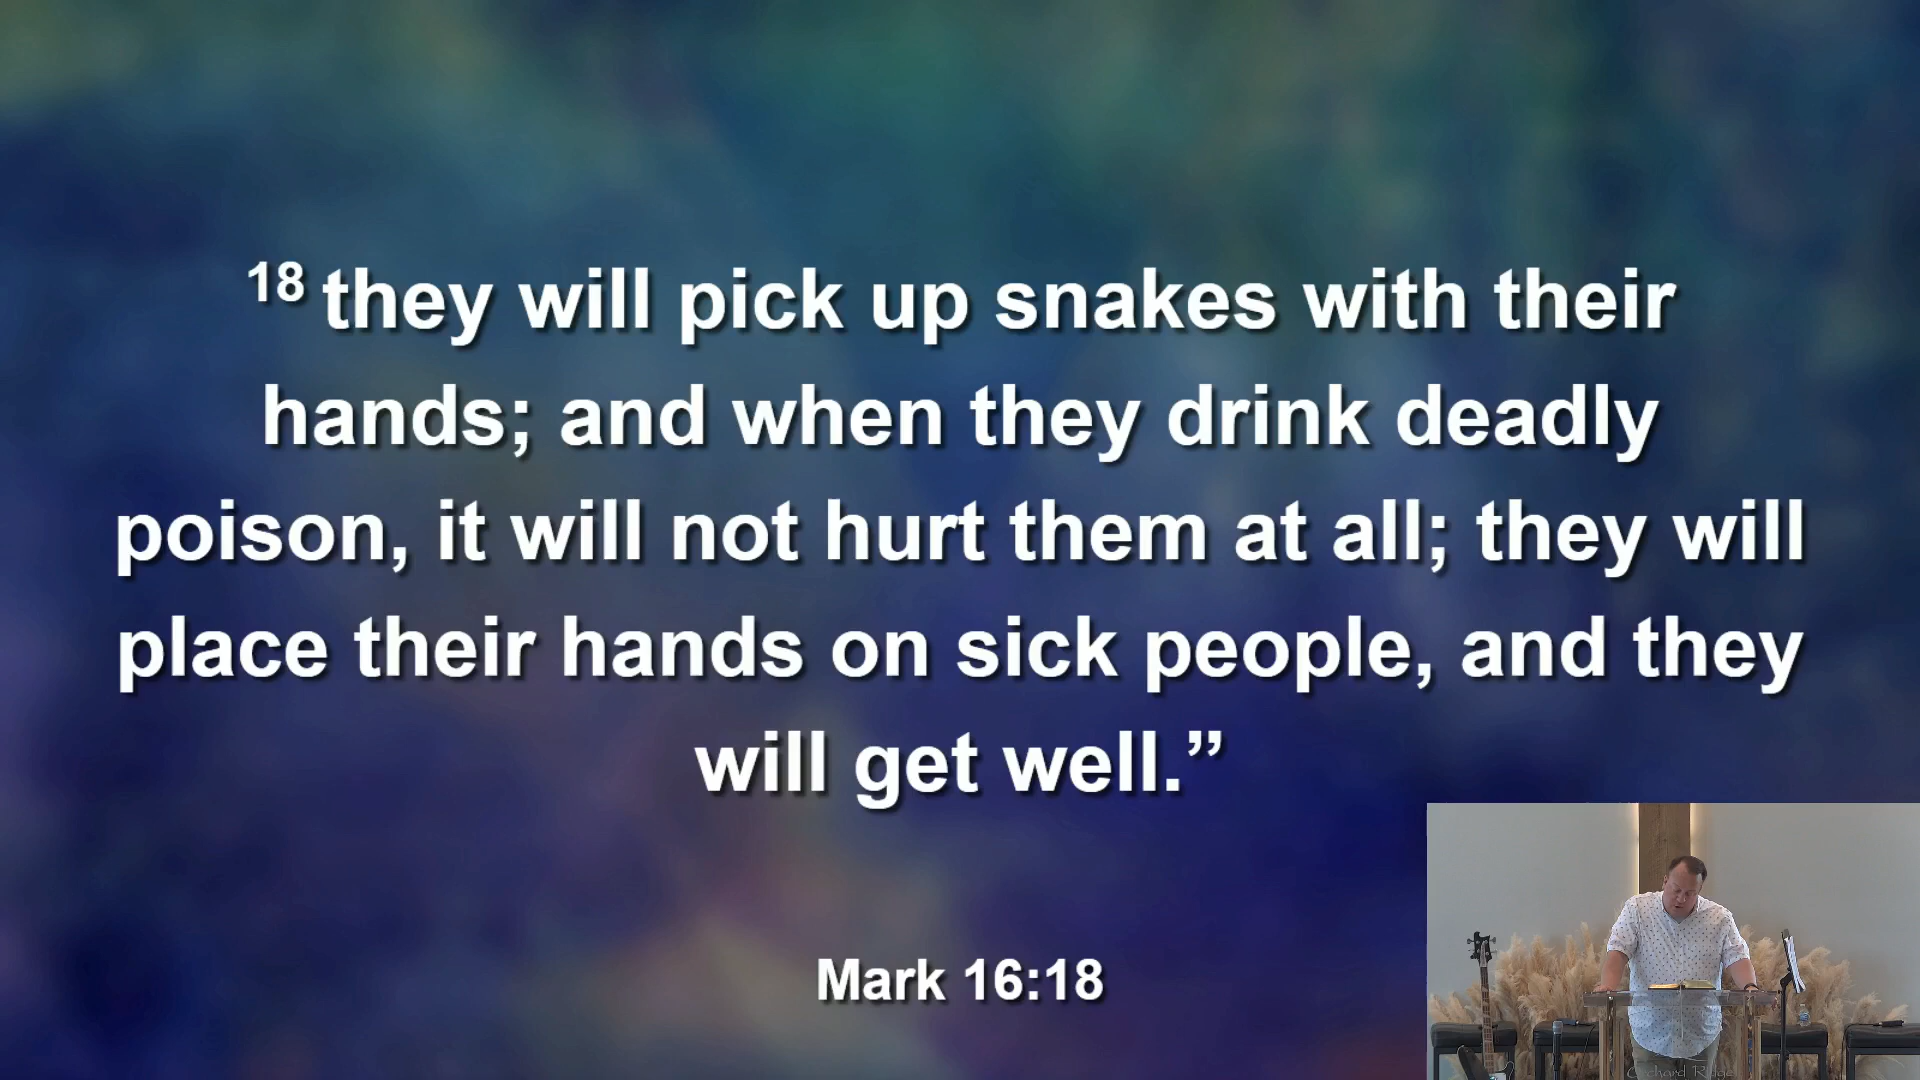 18 they will pick up snakes with their
hands; and when they drink deadly
poison, it will not hurt them at all; they will
place their hands on sick people, and they
will get well.”
Mark 16:18
Orchard Ridge